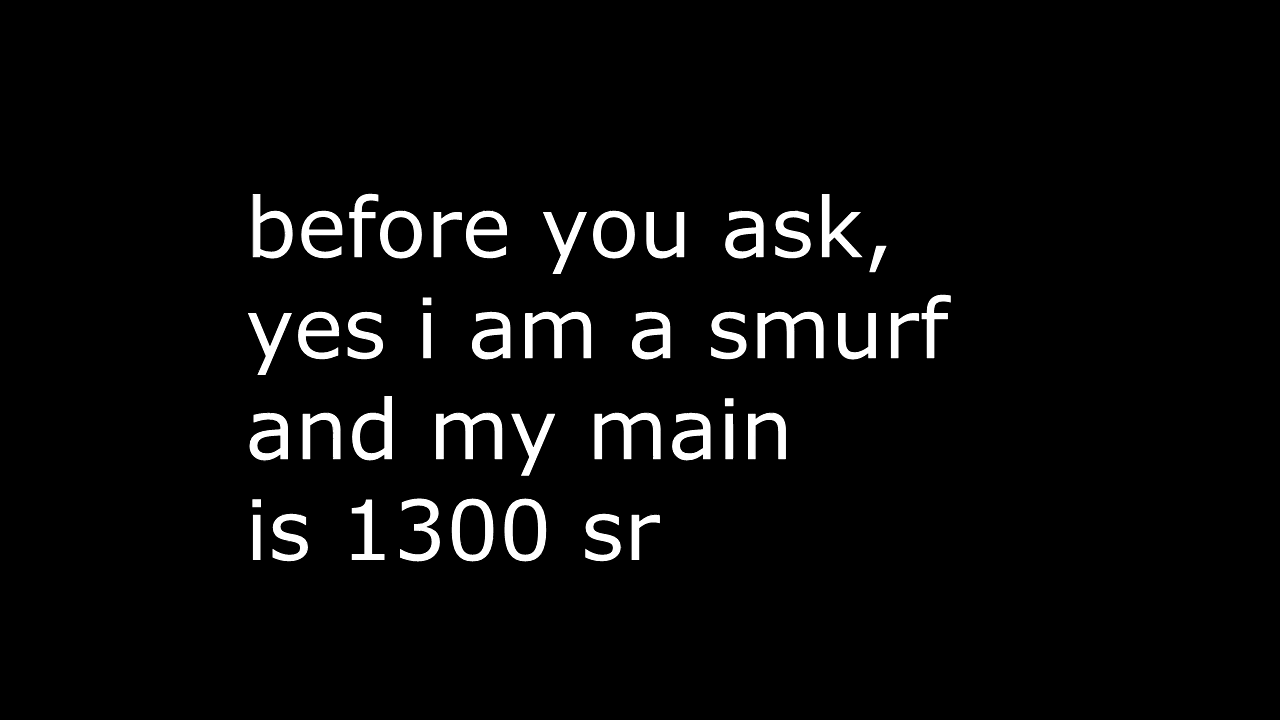 before you ask,
yes i am a smurf
and my main
is 1300 sr